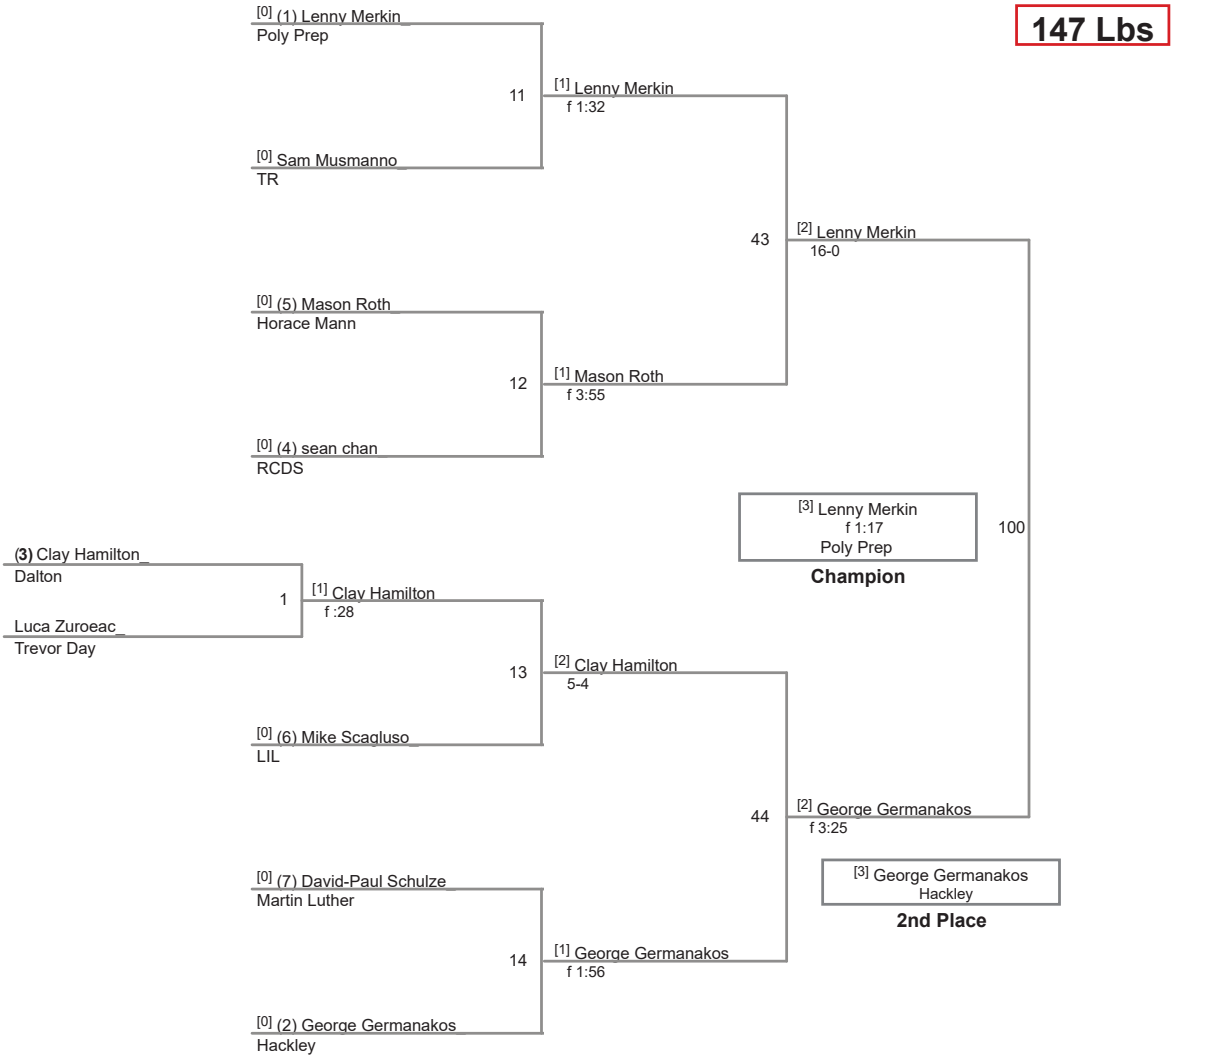 147 Lbs
[0] (1) Lenny Merkin_
Poly Prep
11
[1] Lenny Merkin
f 1:32
[0] Sam Musmanno_
TR
43
[2] Lenny Merkin
16-0
[0] (5) Mason Roth_
Horace Mann
12
[1] Mason Roth
f 3:55
[0] (4) sean chan_
RCDS
[3] Lenny Merkin
f 1:17
Poly Prep
Champion
100
(3) Clay Hamilton_
Dalton
1
[1] Clay Hamilton
f :28
Luca Zuroeac_
Trevor Day
13
[2] Clay Hamilton
5-4
[0] (6) Mike Scagluso_
LIL
44
[2] George Germanakos
f 3:25
[3] George Germanakos
Hackley
2nd Place
[0] (7) David-Paul Schulze_
Martin Luther
14
[1] George Germanakos
f 1:56
[0] (2) George Germanakos_
Hackley